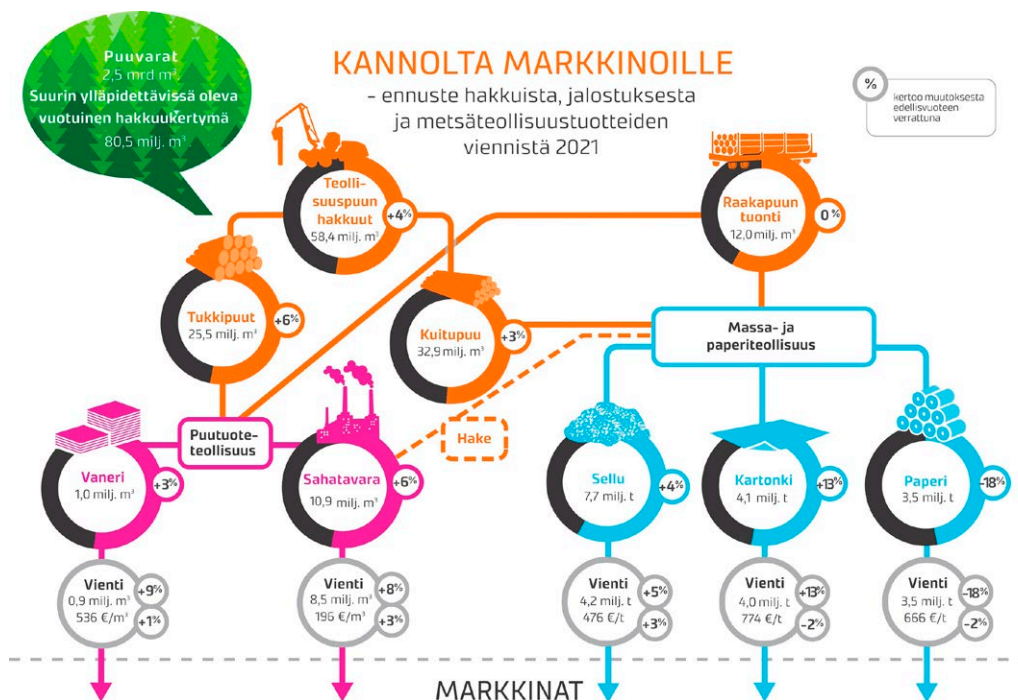 Puuvarat
2,5 mrd m³
Suurin ylläpidettävissä oleva
vuotuinen hakkuukertymä
80,5 milj. m³
KANNOLTA MARKKINOILLE
- ennuste hakkuista, jalostuksesta
ja metsäteollisuustuotteiden
viennistä 2021
%
kertoo muutoksesta
edellisvuoteen
verrattuna
Teolli-
suuspuun
hakkuut
58,4 milj. m³
+4%
Raakapuun
tuonti
12,0 milj. m³
0%
Tukkipuut
25,5 milj. m³
+6%
Kuitupuu
32,9 milj. m³
+3%
Massa- ja
paperiteollisuus
Puutuote-
teollisuus
Hake
Vaneri
1,0 milj. m³
+3%
Sahatavara
10,9 milj. m³
+6%
Sellu
7,7 milj. t
+4%
Kartonki
4,1 milj. t
+13%
Paperi
3,5 milj. t
-18%
Vienti
0,9 milj. m³
536 €/m³
+9%
+1%
Vienti
8,5 milj. m³
196 €/m³
+8%
+3%
Vienti
4,2 milj. t
476 €/t
+5%
+3%
Vienti
4,0 milj. t
774 €/t
+13%
-2%
Vienti
3,5 milj. t
666 €/t
-18%
-2%
MARKKINAT